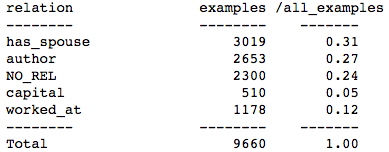 relation examples /all_examples
-------- -------- -------
has_spouse 3019 0.31
author 2653 0.27
NO_REL 2300 0.24
capital 510 0.05
worked_at 1178 0.12
-------- -------- -------
Total 9660 1.00